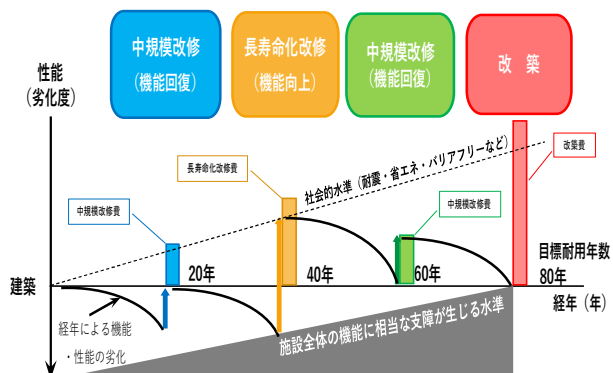 中規模改修
（機能回復）
長寿命化改修
（機能向上）
中規模改修
（機能回復）
改　築
性能
（劣化度）
社会的水準（耐震・省エネ・バリアフリーなど）
改築費
長寿命化改修費
中規模改修費
中規模改修費
目標耐用年数
20年
40年
60年
80年
建築
経年（年）
経年による機能
・性能の劣化
施設全体の機能に相当な支障が生じる水準